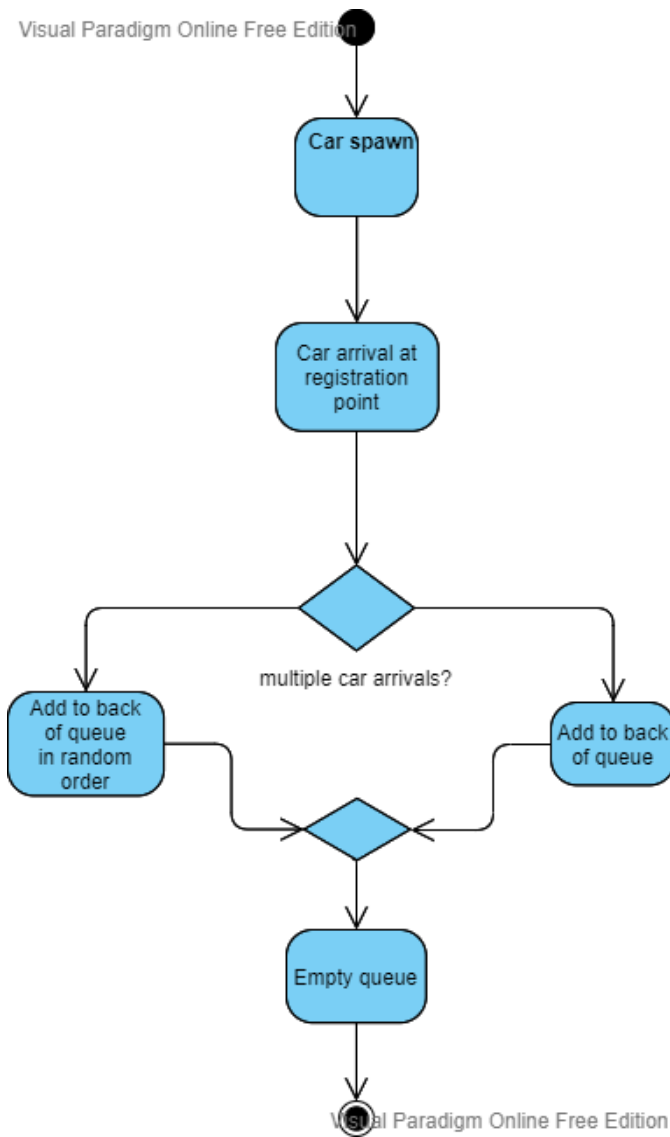 Visual Paradigm Online Free Edition
Car spawn
Car arrival at
registration
point
multiple car arrivals?
Add to back
of queue
in random
order
Add to back
of queue
Empty queue
Visual Paradigm Online Free Edition